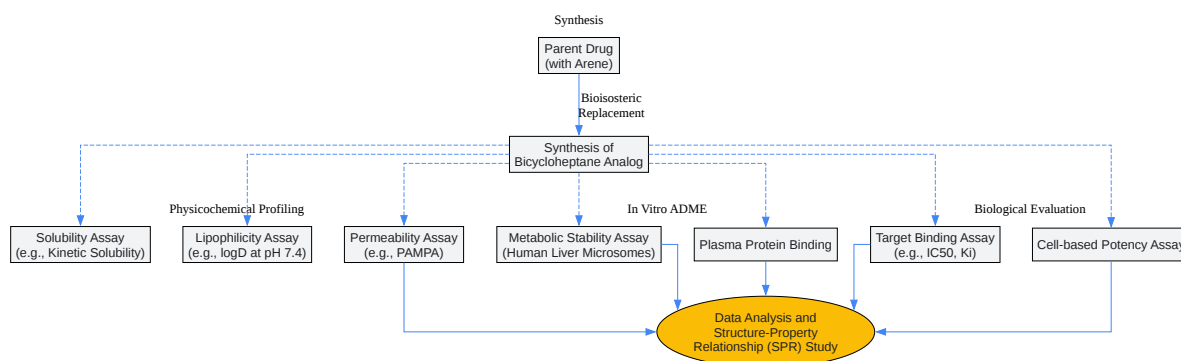 Synthesis
Parent Drug
(with Arene)
Bioisosteric
Replacement
Synthesis of
Bicycloheptane Analog
Physicochemical Profiling
In Vitro ADME
Biological Evaluation
Solubility Assay
(e.g., Kinetic Solubility)
Lipophilicity Assay
(e.g., logD at pH 7.4)
Permeability Assay
(e.g., PAMPA)
Metabolic Stability Assay
(Human Liver Microsomes)
Plasma Protein Binding
Target Binding Assay
(e.g., IC50, Ki)
Cell-based Potency Assay
Data Analysis and
Structure-Property
Relationship (SPR) Study